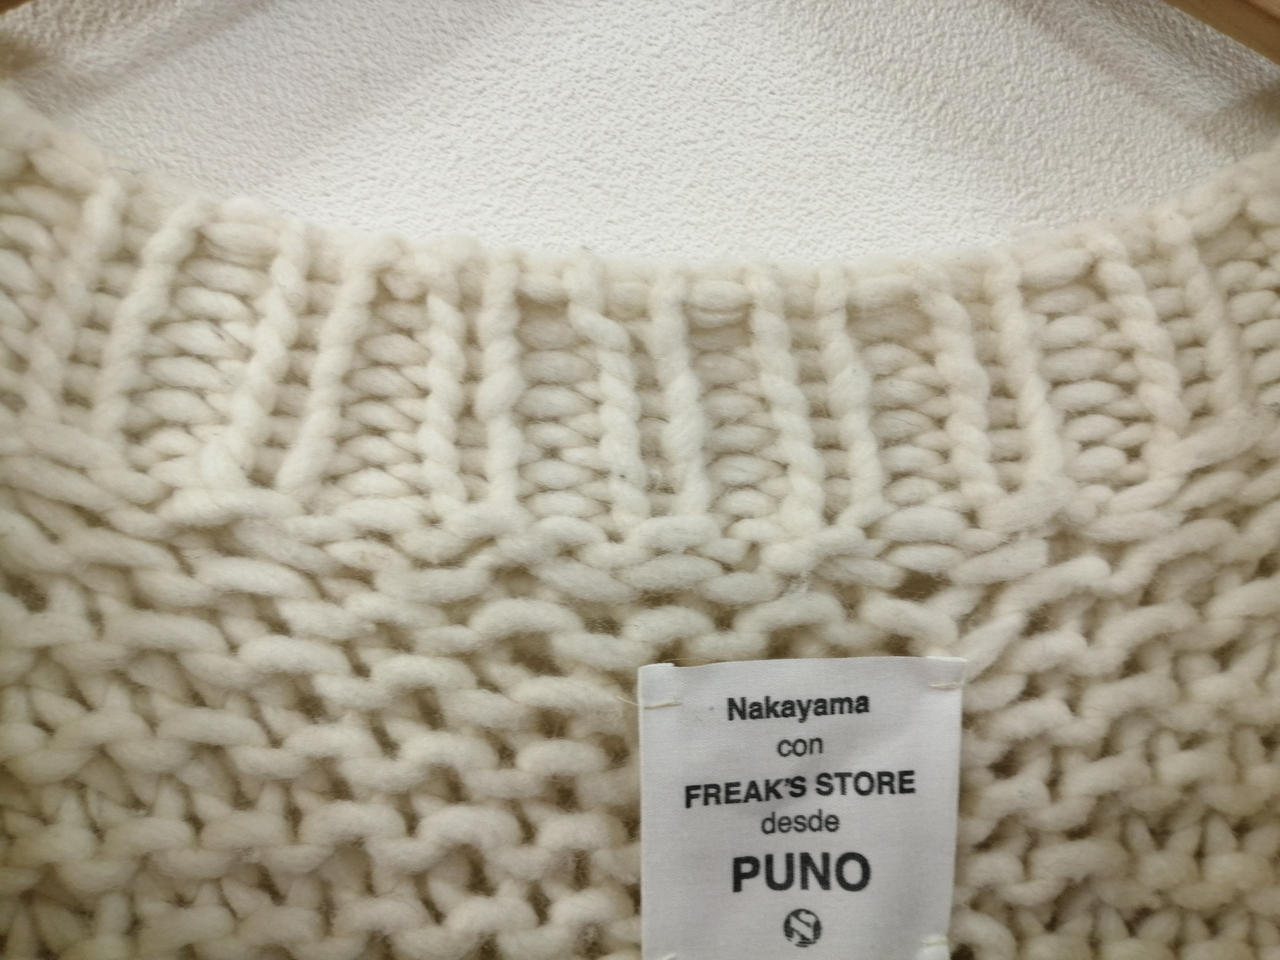 Nakayama
con
FREAK'S STORE
desde
PUNO